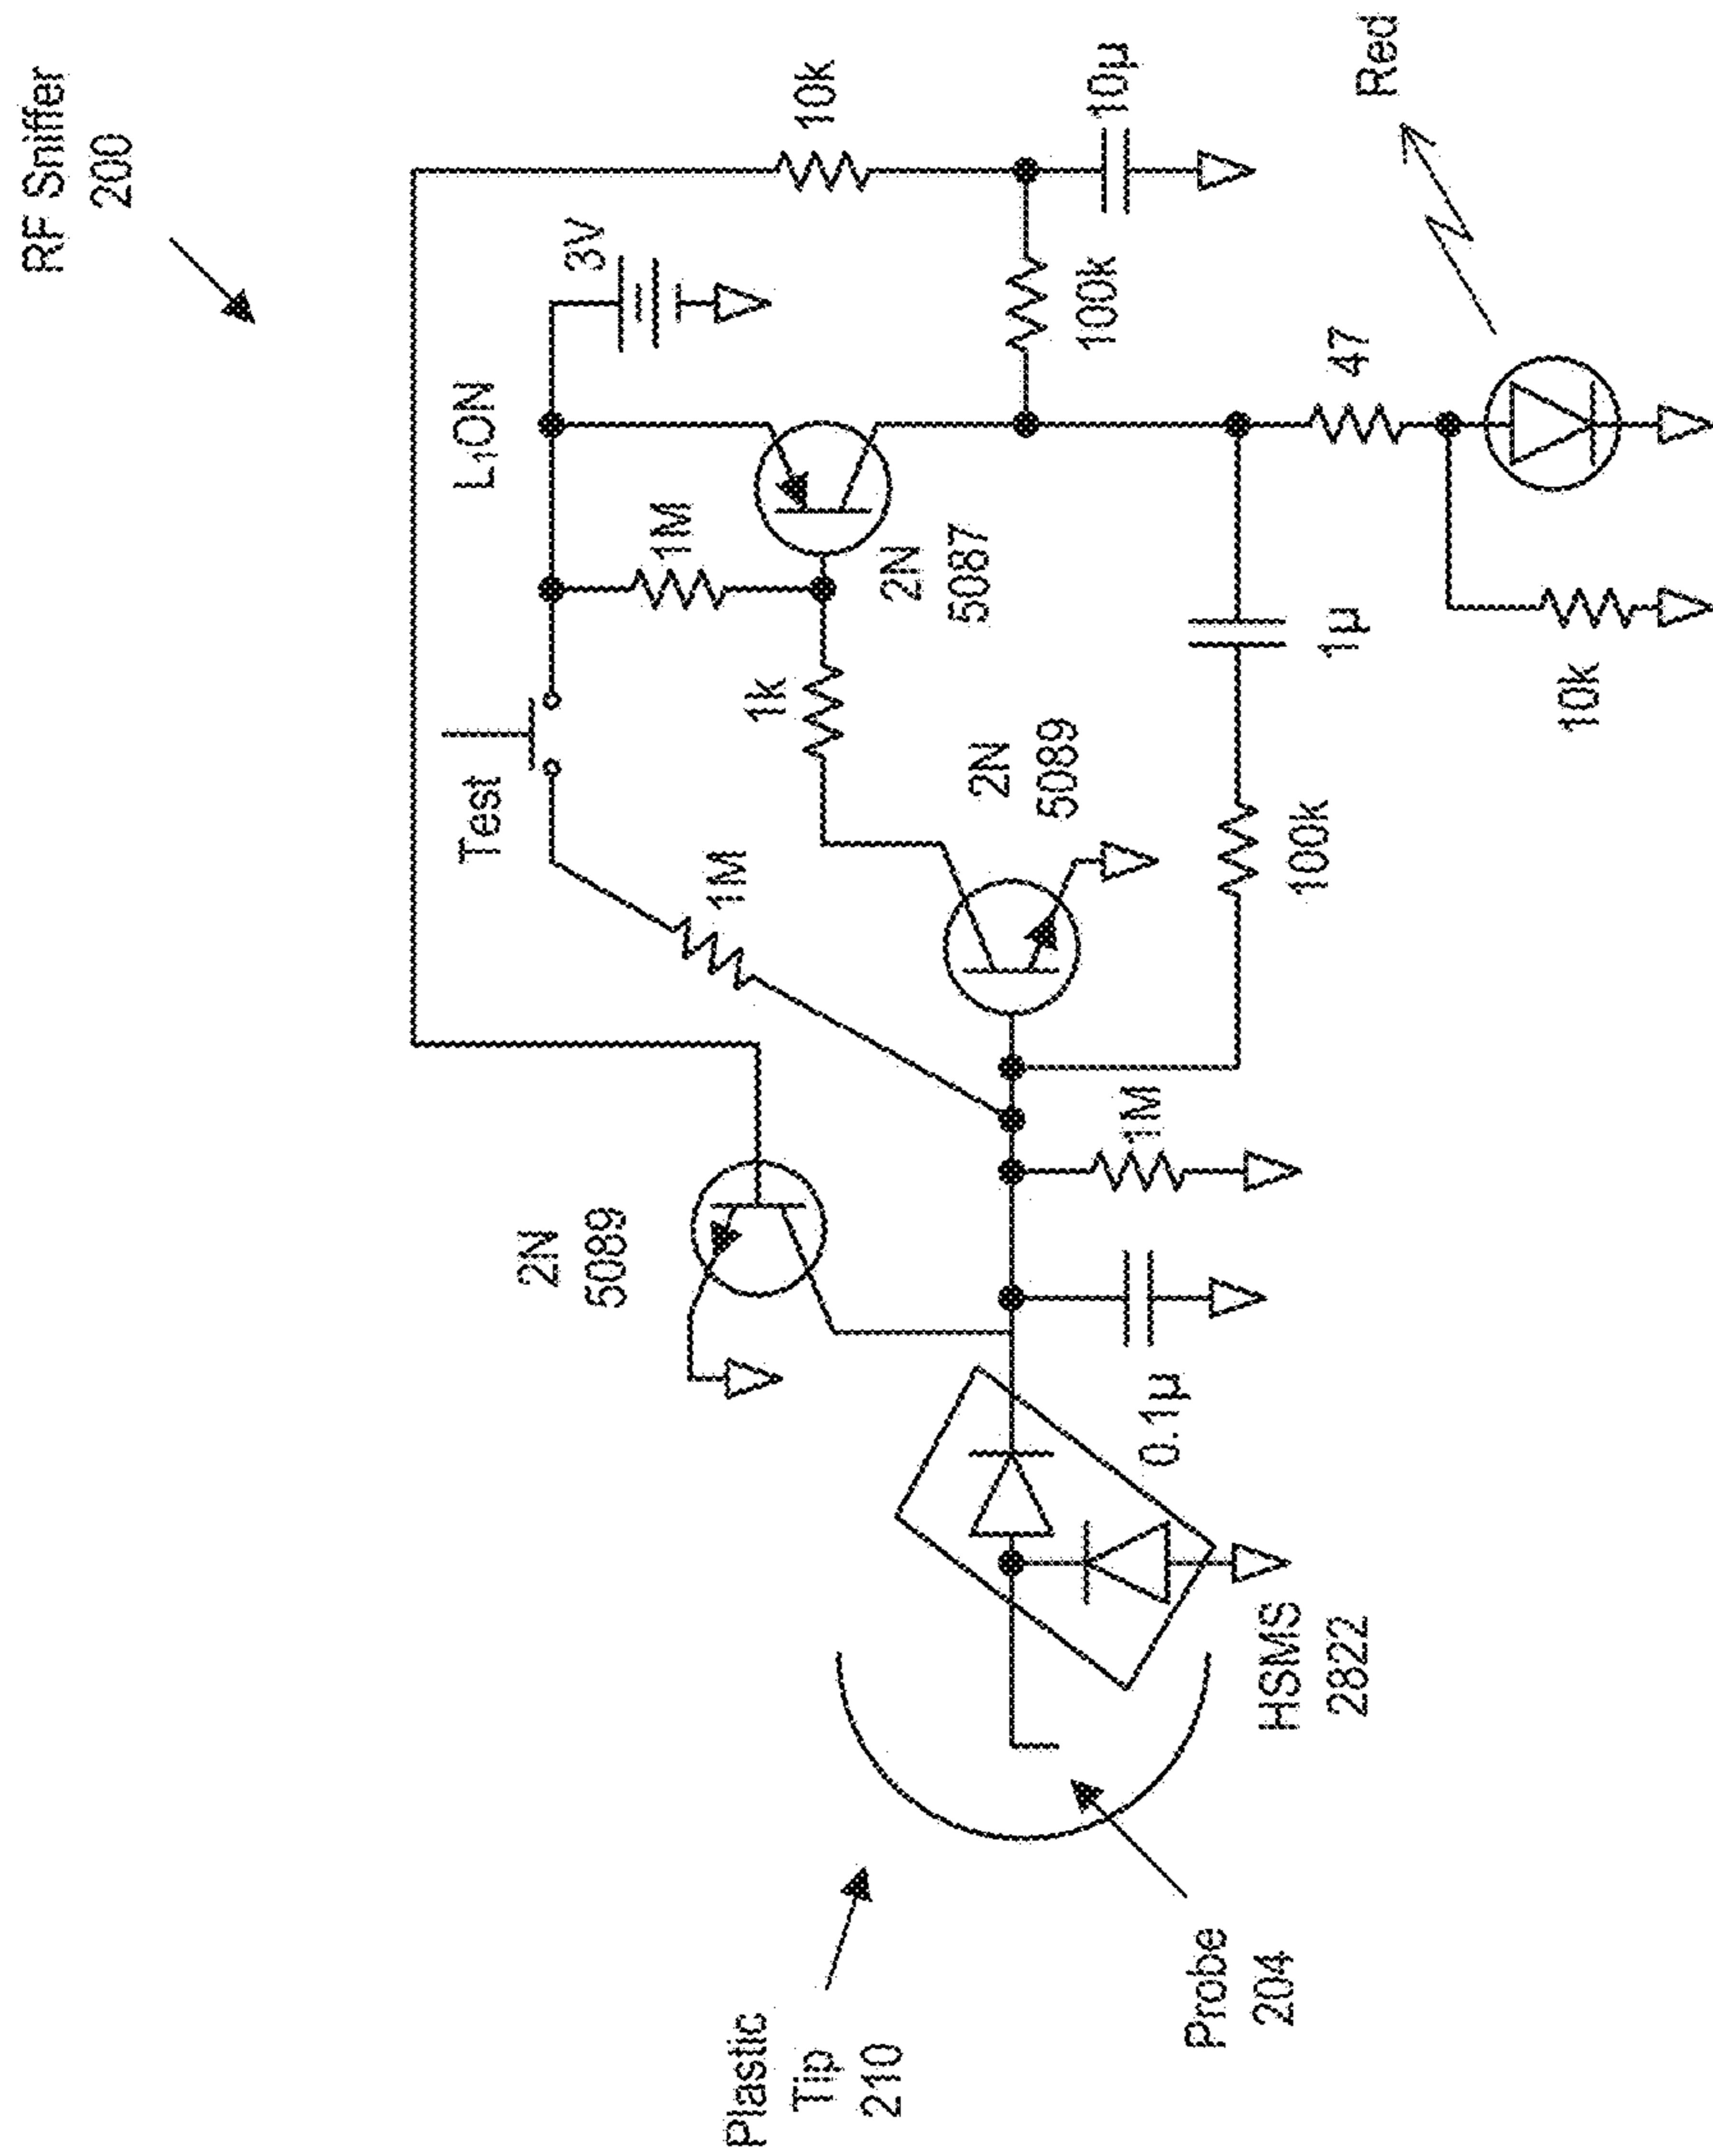 RF Sniffer
200
10k
10µ
Red
3V
100k
47
L1ON
1M
2N
5087
1k
1µ
10k
Test
2N
5089
100k
1M
1M
2N
5089
0.1µ
HSMS
2822
Plastic
Tip
210
Probe
204